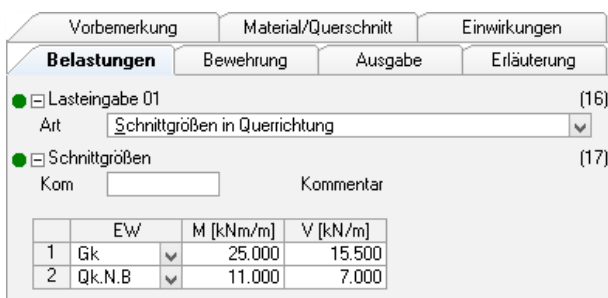 Vorbemerkung Material/Querschnitt Einwirkungen
Belastungen Bewehrung Ausgabe Erläuterung
Lasteingabe 01 (16)
Art Schnittgrößen in Querrichtung
Schnittgrößen (17)
Kom Kommentar
EW M [kNm/m] V [kN/m]
1 Gk 25.000 15.500
2 Qk.N.B 11.000 7.000